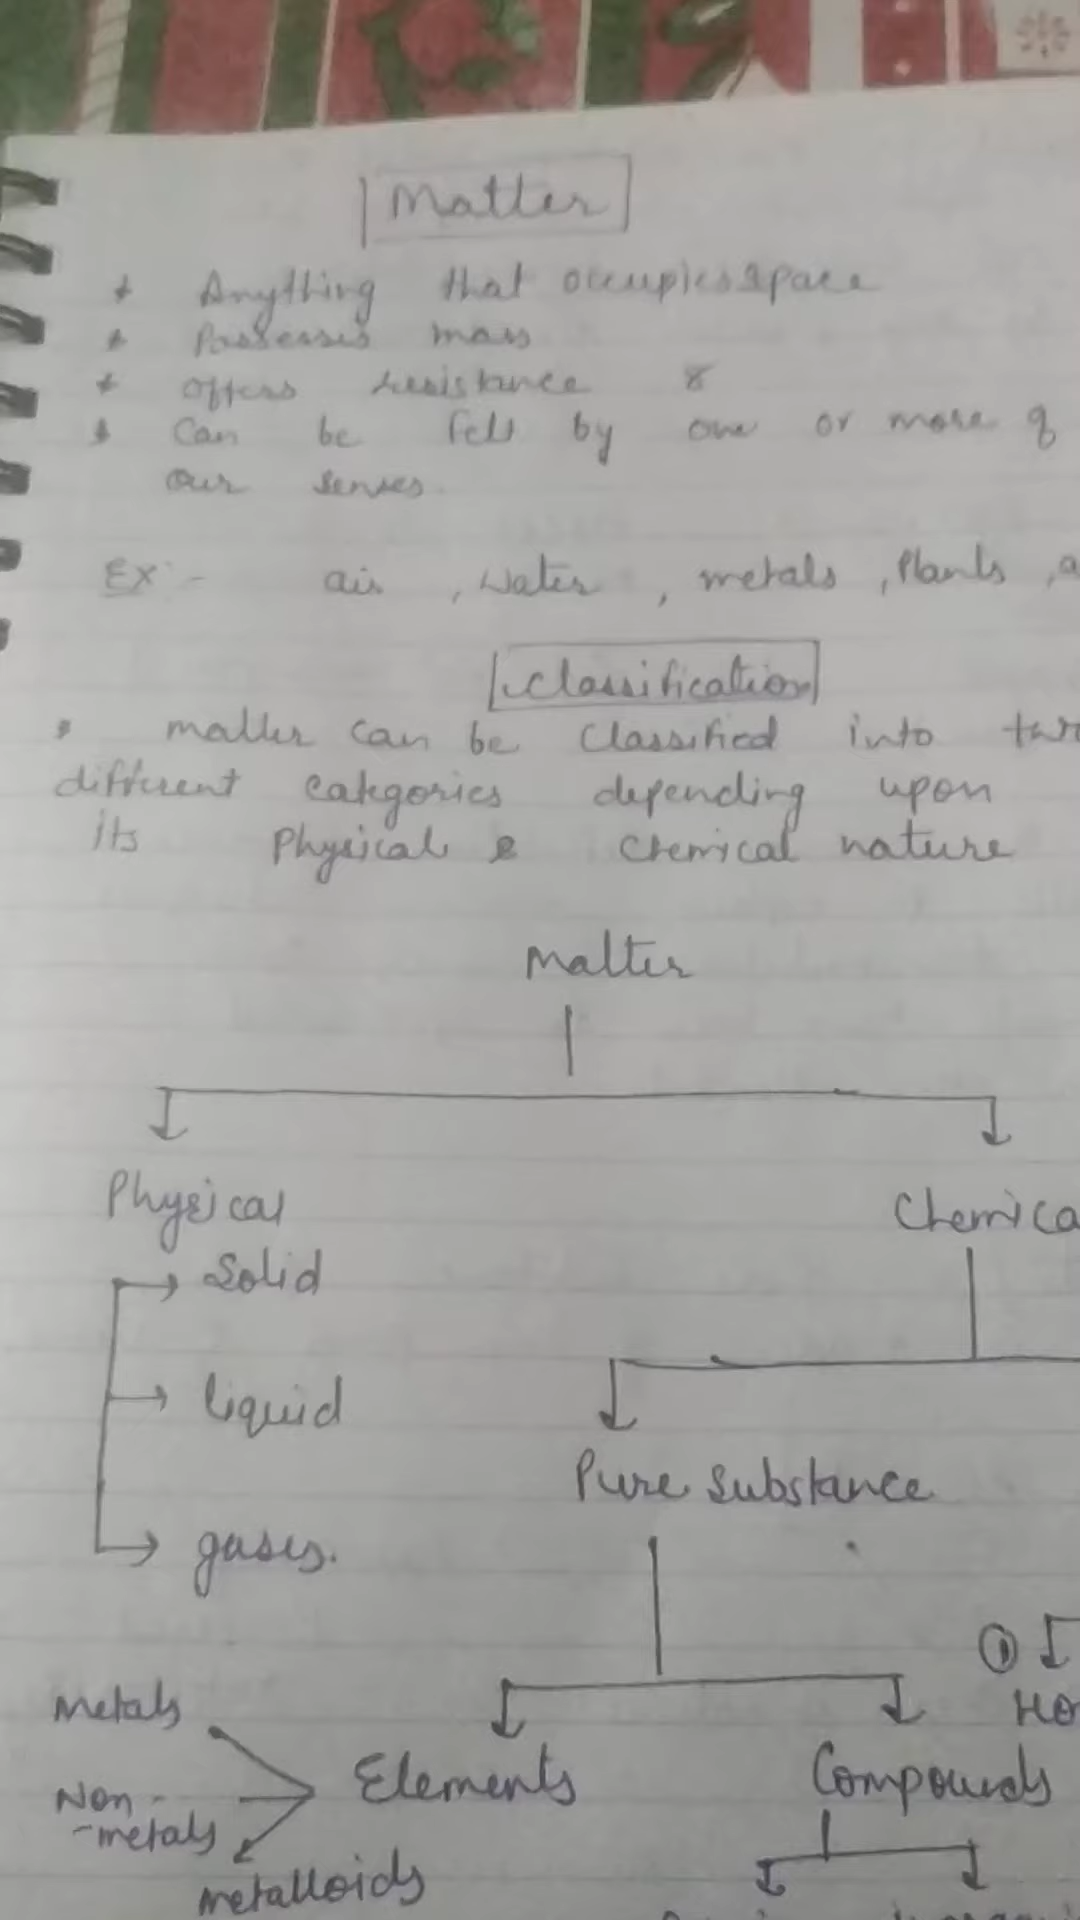 Matter
* Anything that occupies space
* Possesses mass
* Offers resistance &
* Can be felt by one or more of
our senses.
Ex:- air, water, metals, Plants,
Classification
* matter can be classified into
different categories depending upon
its Physical & chemical nature
Matter
Physical
Chemica
Solid
liquid
Pure Substance
gases.
①
Ho
Metals
Elements
Compounds
Non-
-metals
metalloids